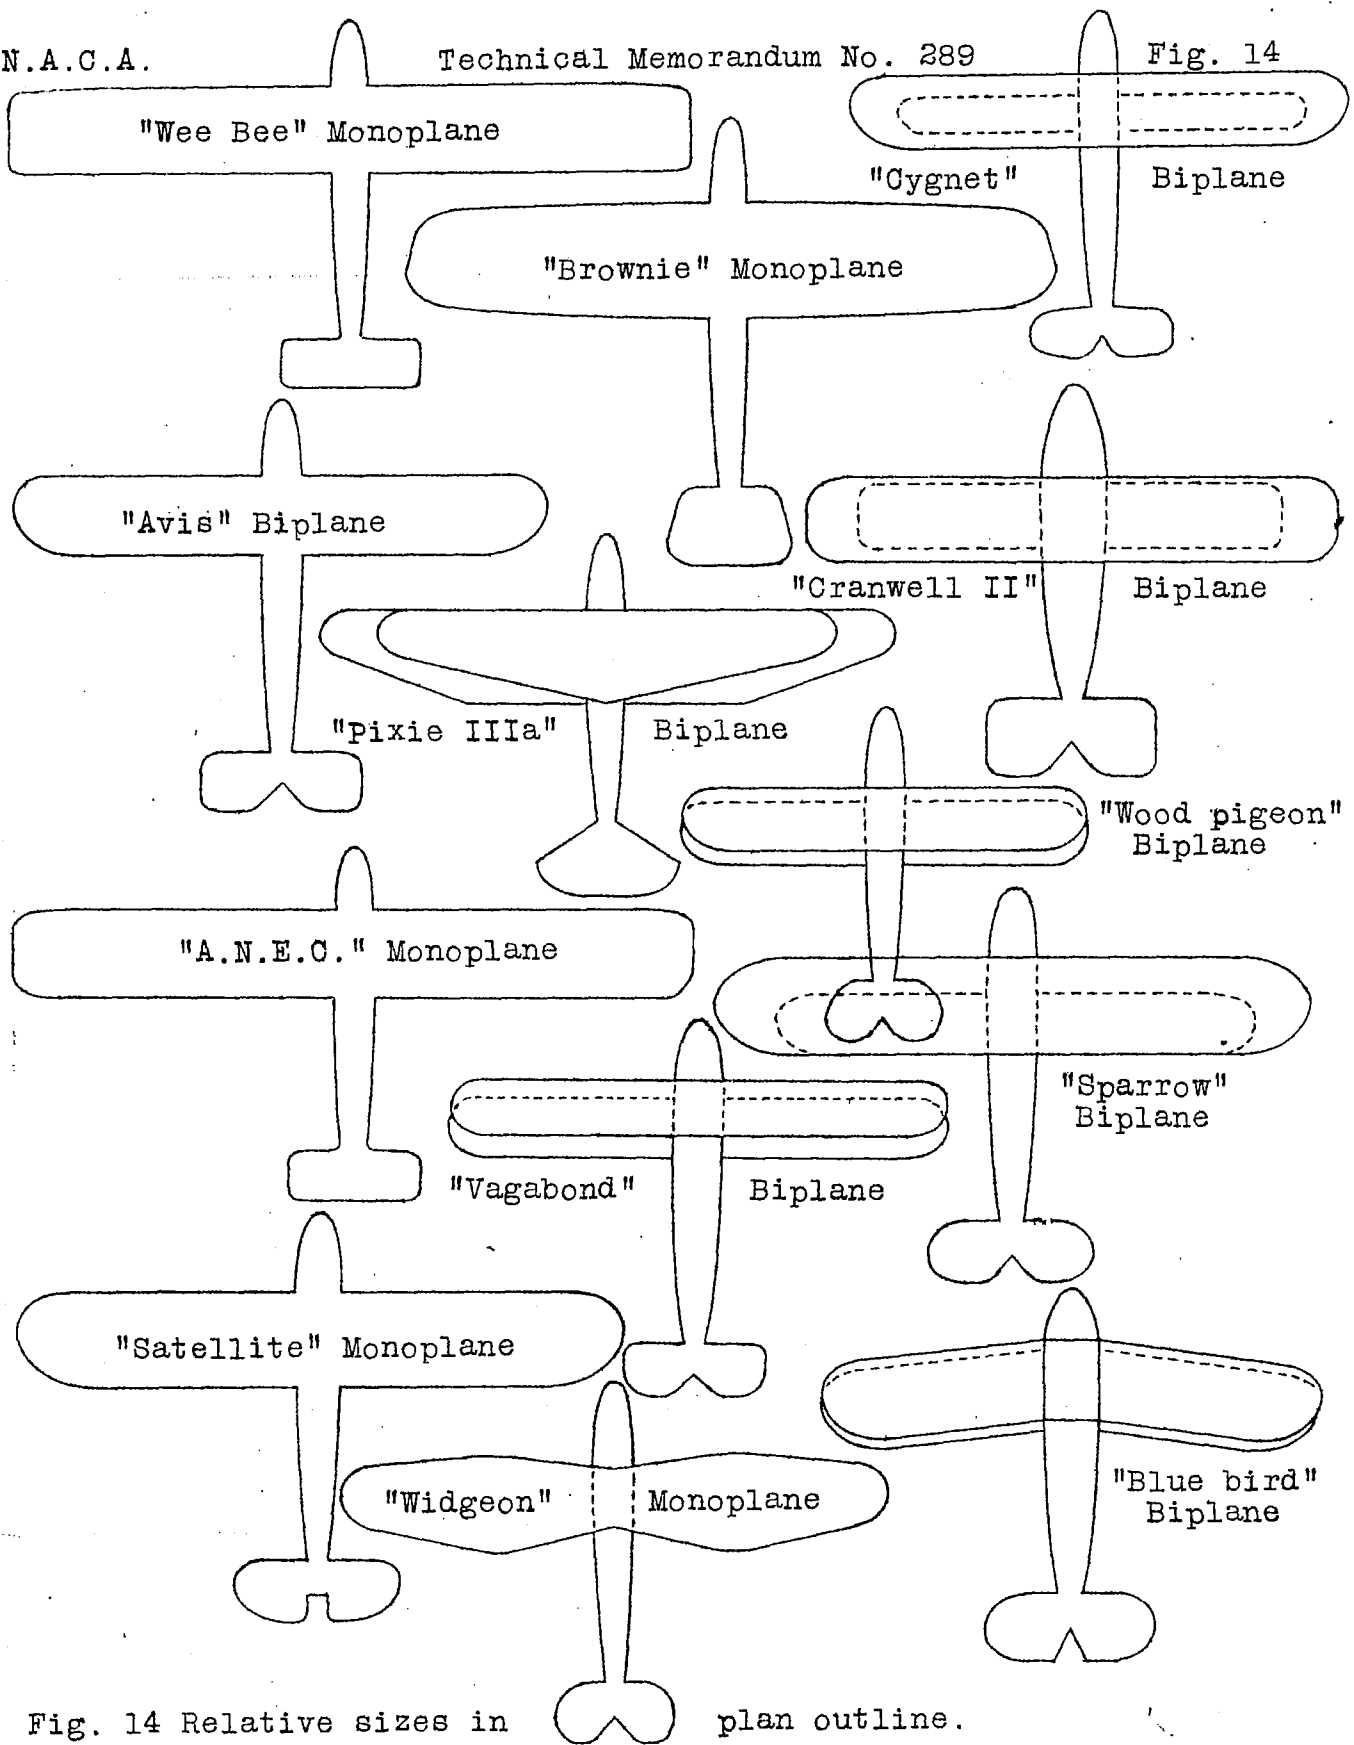 N.A.C.A. Technical Memorandum No. 289 Fig. 14
"Wee Bee" Monoplane
"Cygnet" Biplane
"Brownie" Monoplane
"Avis" Biplane
"Cranwell II" Biplane
"Pixie IIIa" Biplane
"Wood pigeon"
Biplane
"A.N.E.C." Monoplane
"Sparrow"
Biplane
"Vagabond" Biplane
"Satellite" Monoplane
"Widgeon" Monoplane
"Blue bird"
Biplane
Fig. 14 Relative sizes in plan outline.